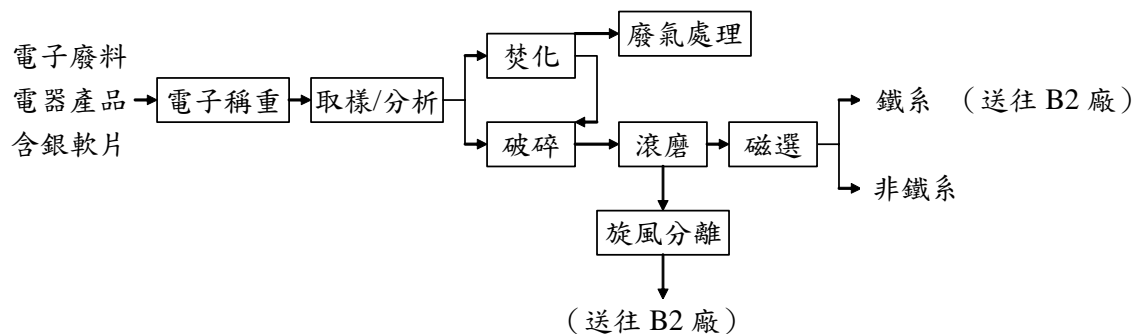 電子廢料
電器產品
含銀軟片
電子稱重
取樣/分析
焚化
廢氣處理
破碎
滾磨
磁選
鐵系 （送往 B2 廠）
非鐵系
旋風分離
（送往 B2 廠）